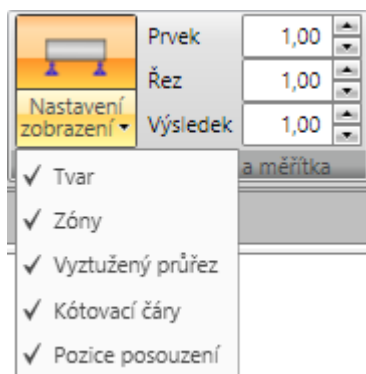 Prvek 1,00
Řez 1,00
Nastavení zobrazení
Výsledek 1,00
a měřítka
Tvar
Zóny
Vyztužený průřez
Kótovací čáry
Pozice posouzení